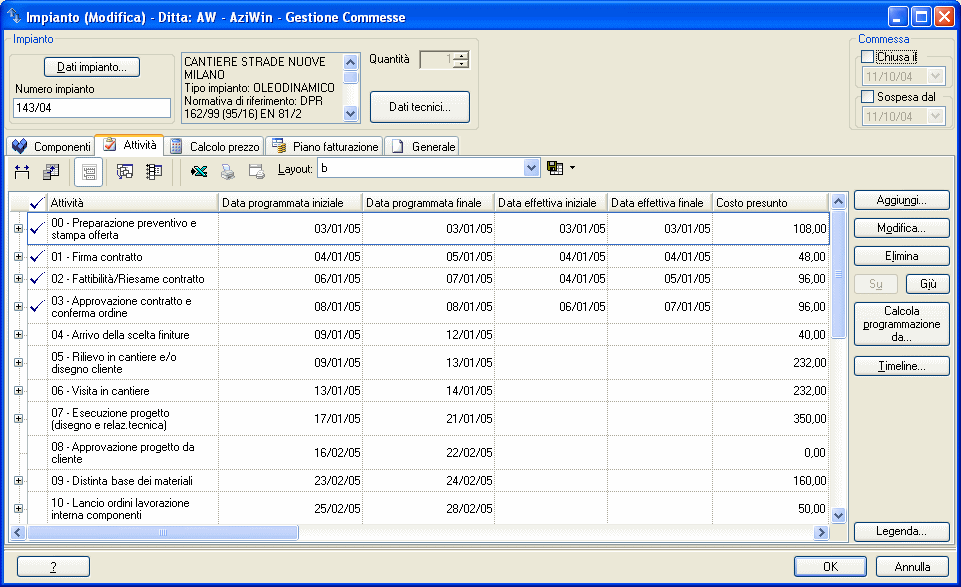 Impianto (Modifica) - Ditta: AW - AziWin - Gestione Commesse
Impianto
Dati impianto...
Numero impianto
143/04
CANTIERE STRADE NUOVE
MILANO
Tipo impianto: OLEODINAMICO
Normativa di riferimento: DPR
162/99 (95/16) EN 81/2
Quantità 1
Dati tecnici...
Commessa
Chiusa il
11/10/04
Sospesa dal
11/10/04
Componenti Attività Calcolo prezzo Piano fatturazione Generale
Layout: b
Attività Data programmata iniziale Data programmata finale Data effettiva iniziale Data effettiva finale Costo presunto
00 - Preparazione preventivo e
stampa offerta 03/01/05 03/01/05 03/01/05 03/01/05 108,00
01 - Firma contratto 04/01/05 05/01/05 04/01/05 04/01/05 48,00
02 - Fattibilità/Riesame contratto 06/01/05 07/01/05 04/01/05 05/01/05 96,00
03 - Approvazione contratto e
conferma ordine 08/01/05 08/01/05 06/01/05 07/01/05 96,00
04 - Arrivo della scelta finiture 09/01/05 12/01/05 40,00
05 - Rilievo in cantiere e/o
disegno cliente 09/01/05 13/01/05 232,00
06 - Visita in cantiere 13/01/05 14/01/05 232,00
07 - Esecuzione progetto
(disegno e relaz.tecnica) 17/01/05 21/01/05 350,00
08 - Approvazione progetto da
cliente 16/02/05 22/02/05 0,00
09 - Distinta base dei materiali 23/02/05 24/02/05 160,00
10 - Lancio ordini lavorazione
interna componenti 25/02/05 28/02/05 50,00
Aggiungi...
Modifica...
Elimina
Su Giù
Calcola
programmazione
da...
Timeline...
Legenda...
? OK Annulla